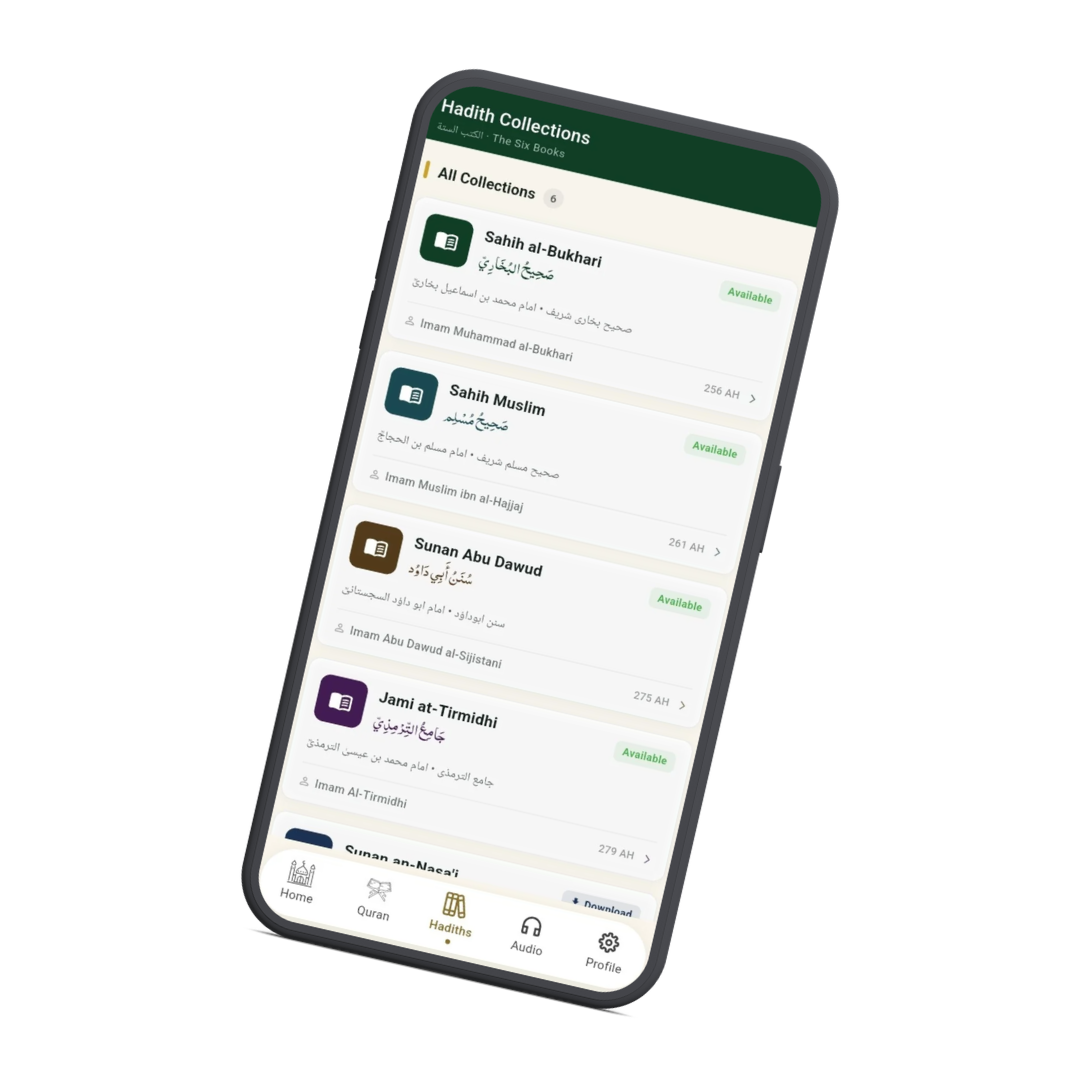 Hadith Collections
الكتب الستة · The Six Books
All Collections 6
Sahih al-Bukhari
صَحِيحُ البُخَارِيّ
Available
صحیح بخاری شریف • امام محمد بن اسماعیل بخاریؒ
Imam Muhammad al-Bukhari
256 AH
Sahih Muslim
صَحِيحُ مُسْلِم
Available
صحیح مسلم شریف • امام مسلم بن الحجاجؒ
Imam Muslim ibn al-Hajjaj
261 AH
Sunan Abu Dawud
سُنَنُ أَبِي دَاوُد
Available
سنن ابوداؤد • امام ابو داؤد السجستانیؒ
Imam Abu Dawud al-Sijistani
275 AH
Jami at-Tirmidhi
جَامِعُ التِّرْمِذِيّ
Available
جامع الترمذی • امام محمد بن عیسیٰ الترمذیؒ
Imam Al-Tirmidhi
279 AH
Sunan an-Nasa'i
Download
Home
Quran
Hadiths
Audio
Profile